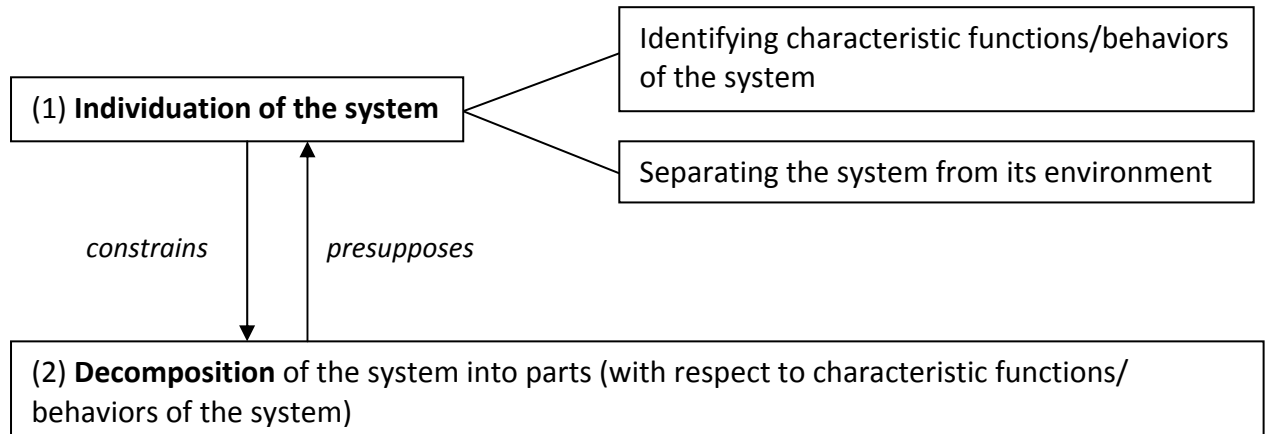 Identifying characteristic functions/behaviors
of the system
(1) Individuation of the system
Separating the system from its environment
constrains
presupposes
(2) Decomposition of the system into parts (with respect to characteristic functions/
behaviors of the system)